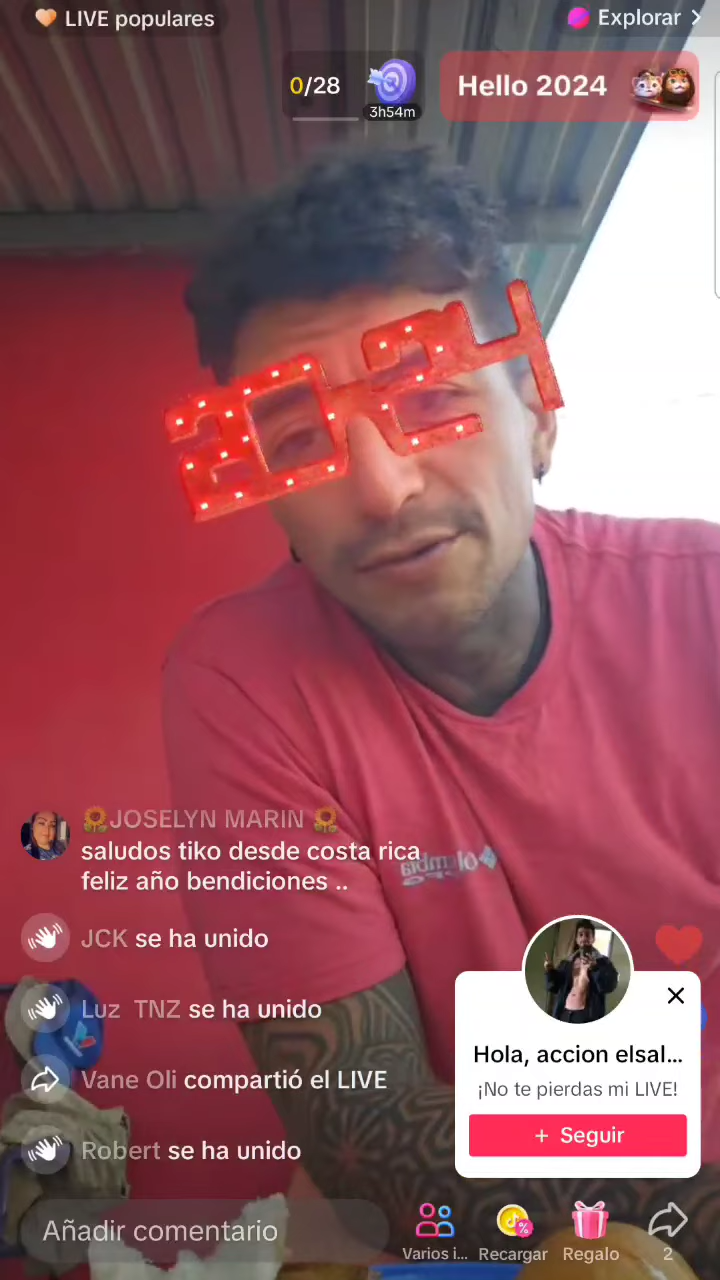 LIVE populares
Explorar
0/28
3h54m
Hello 2024
2024
🌻JOSELYN MARIN🌻
saludos tiko desde costa rica
feliz año bendiciones ..
JCK se ha unido
Luz TNZ se ha unido
Vane Oli compartió el LIVE
Robert se ha unido
Hola, accion elsal...
¡No te pierdas mi LIVE!
+ Seguir
Añadir comentario
Varios i...
Recargar
Regalo
2